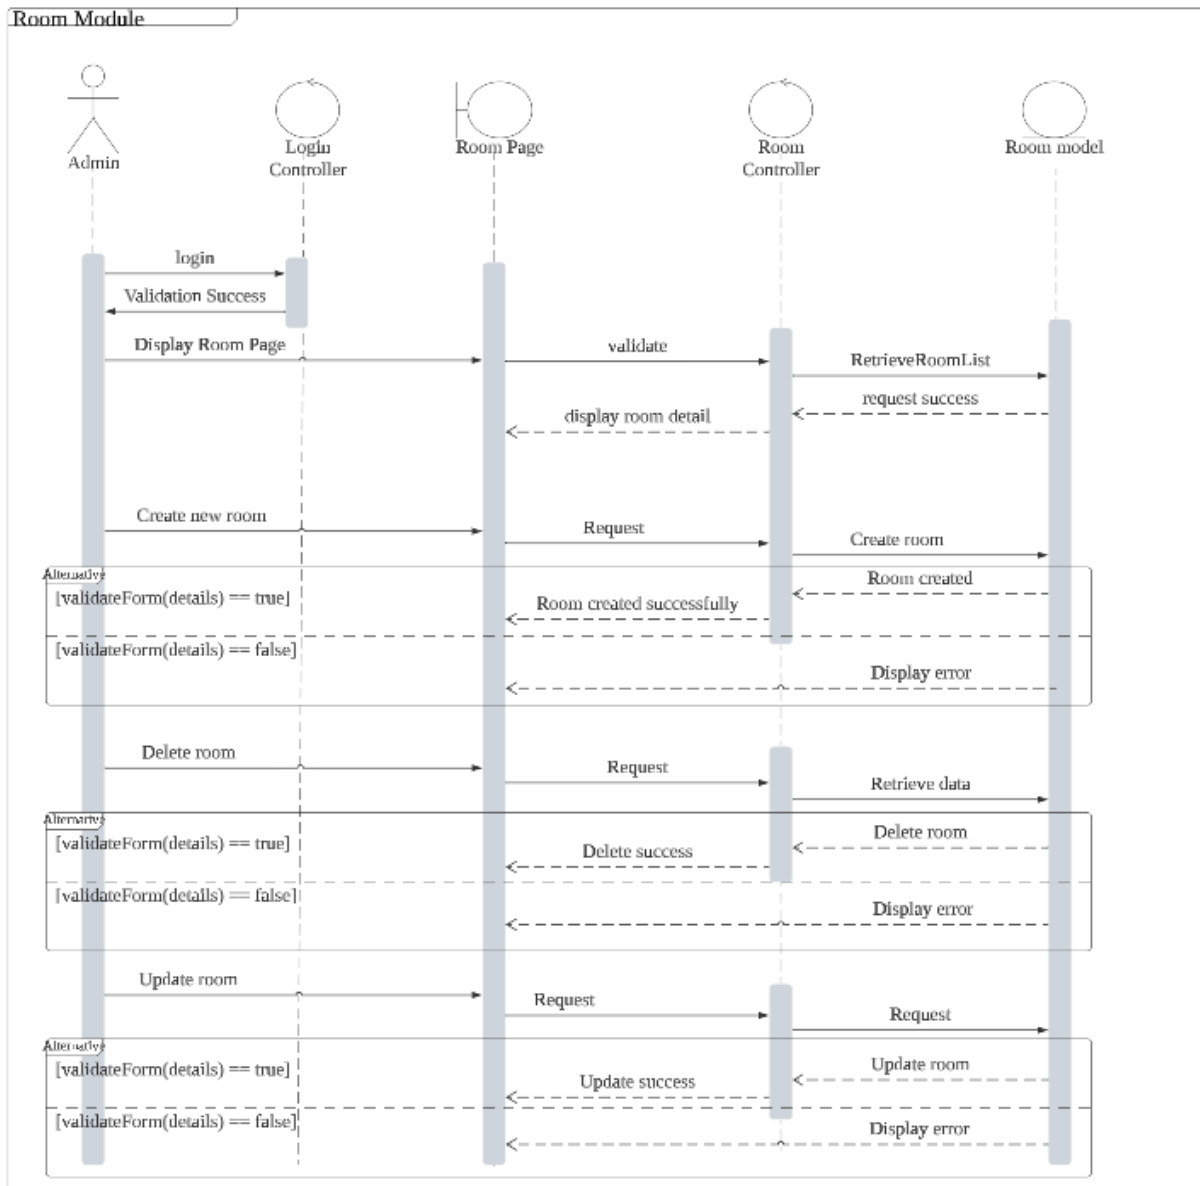 Room Module
Admin
Login
Controller
Room Page
Room
Controller
Room model
login
Validation Success
Display Room Page
validate
RetrieveRoomList
request success
display room detail
Create new room
Request
Create room
Alternative
Room created
[validateForm(details) == true]
Room created successfully
[validateForm(details) == false]
Display error
Delete room
Request
Retrieve data
Alternative
Delete room
[validateForm(details) == true]
Delete success
[validateForm(details) == false]
Display error
Update room
Request
Request
Alternative
Update room
[validateForm(details) == true]
Update success
[validateForm(details) == false]
Display error